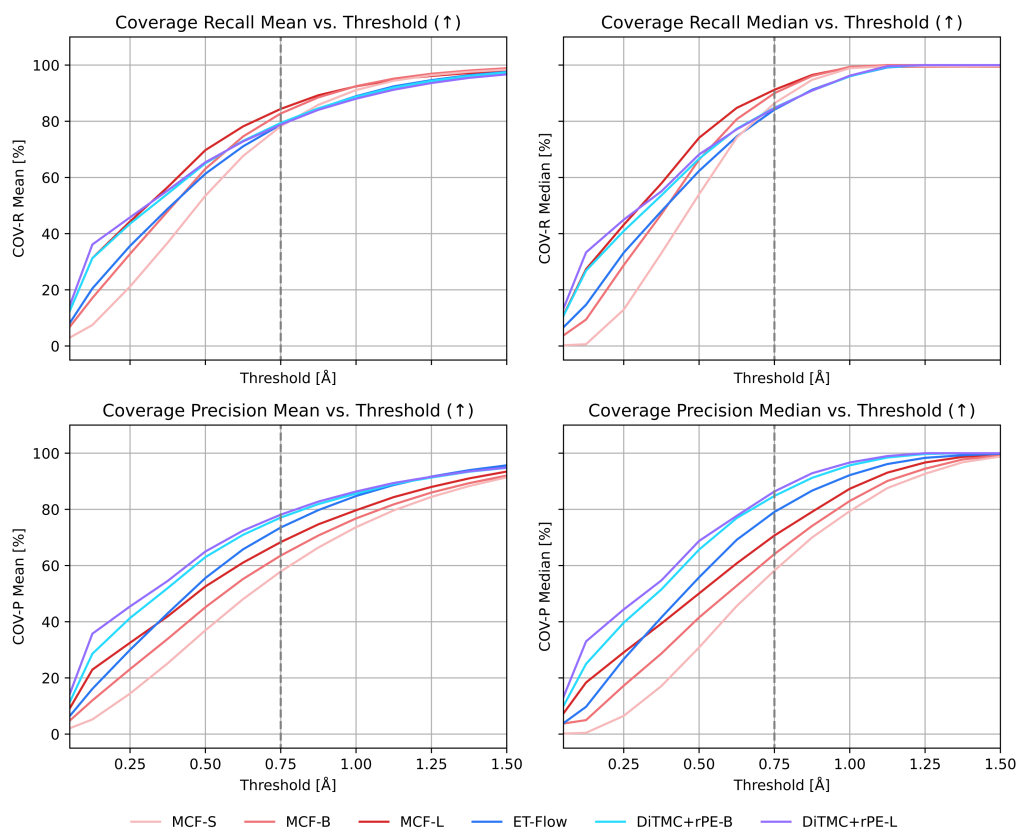 Coverage Recall Mean vs. Threshold (↑)
COV-R Mean [%]
100
80
60
40
20
0
Threshold [Å]
Coverage Recall Median vs. Threshold (↑)
COV-R Median [%]
Threshold [Å]
Coverage Precision Mean vs. Threshold (↑)
COV-P Mean [%]
100
80
60
40
20
0
0.25 0.50 0.75 1.00 1.25 1.50
Threshold [Å]
Coverage Precision Median vs. Threshold (↑)
COV-P Median [%]
0.25 0.50 0.75 1.00 1.25 1.50
Threshold [Å]
MCF-S MCF-B MCF-L ET-Flow DiTMC+rPE-B DiTMC+rPE-L